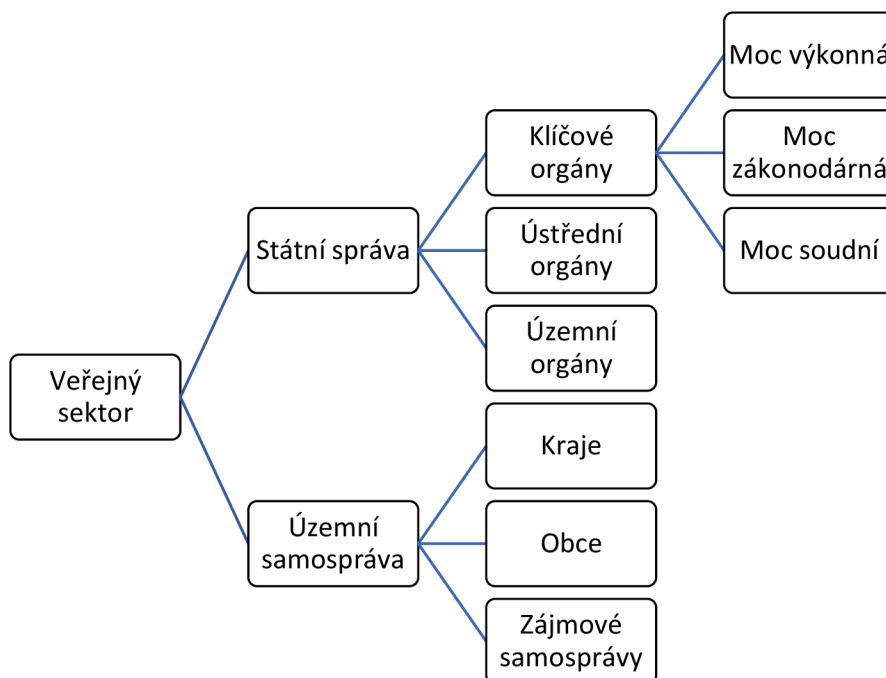 Moc výkonná
Klíčové
orgány
Moc
zákonodárná
Státní správa
Ústřední
orgány
Moc soudní
Územní
orgány
Veřejný
sektor
Kraje
Územní
samospráva
Obce
Zájmové
samosprávy